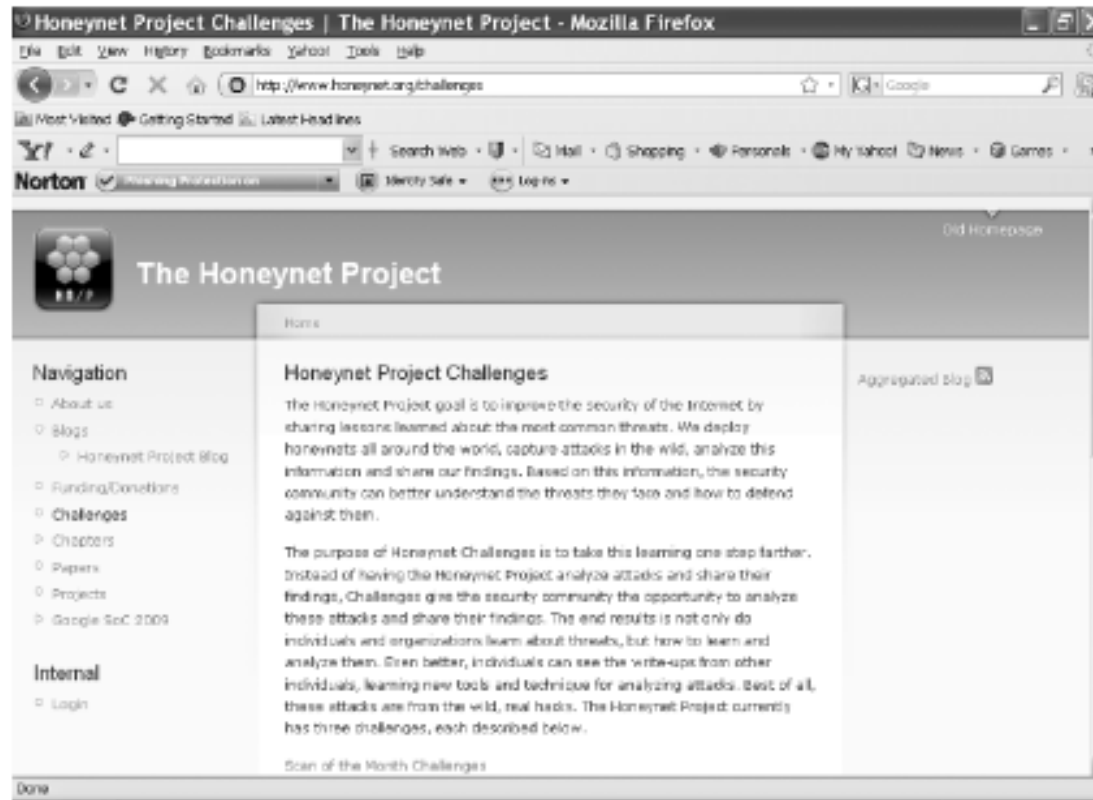 Honeynet Project Challenges | The Honeynet Project - Mozilla Firefox
File Edit View History Bookmarks Yahoo! Tools Help
http://www.honeynet.org/challenges
Google
Most Visited Getting Started Latest Headlines
Y! Search Web Mail Shopping Personals My Yahoo! News Games
Norton Phishing Protection on Identity Safe Log-ins
Old Homepage
The Honeynet Project
Home
Navigation
About us
Blogs
Honeynet Project Blog
Funding/Donations
Challenges
Chapters
Papers
Projects
Google SoC 2009
Internal
Login
Honeynet Project Challenges
The Honeynet Project goal is to improve the security of the Internet by
sharing lessons learned about the most common threats. We deploy
honeynets all around the world, capture attacks in the wild, analyze this
information and share our findings. Based on this information, the security
community can better understand the threats they face and how to defend
against them.
The purpose of Honeynet Challenges is to take this learning one step farther.
Instead of having the Honeynet Project analyze attacks and share their
findings, Challenges give the security community the opportunity to analyze
these attacks and share their findings. The end results is not only do
individuals and organizations learn about threats, but how to learn and
analyze them. Even better, individuals can see the write-ups from other
individuals, learning new tools and technique for analyzing attacks. Best of all,
these attacks are from the wild, real hacks. The Honeynet Project currently
has three challenges, each described below.
Scan of the Month Challenges
Aggregated Blog
Done